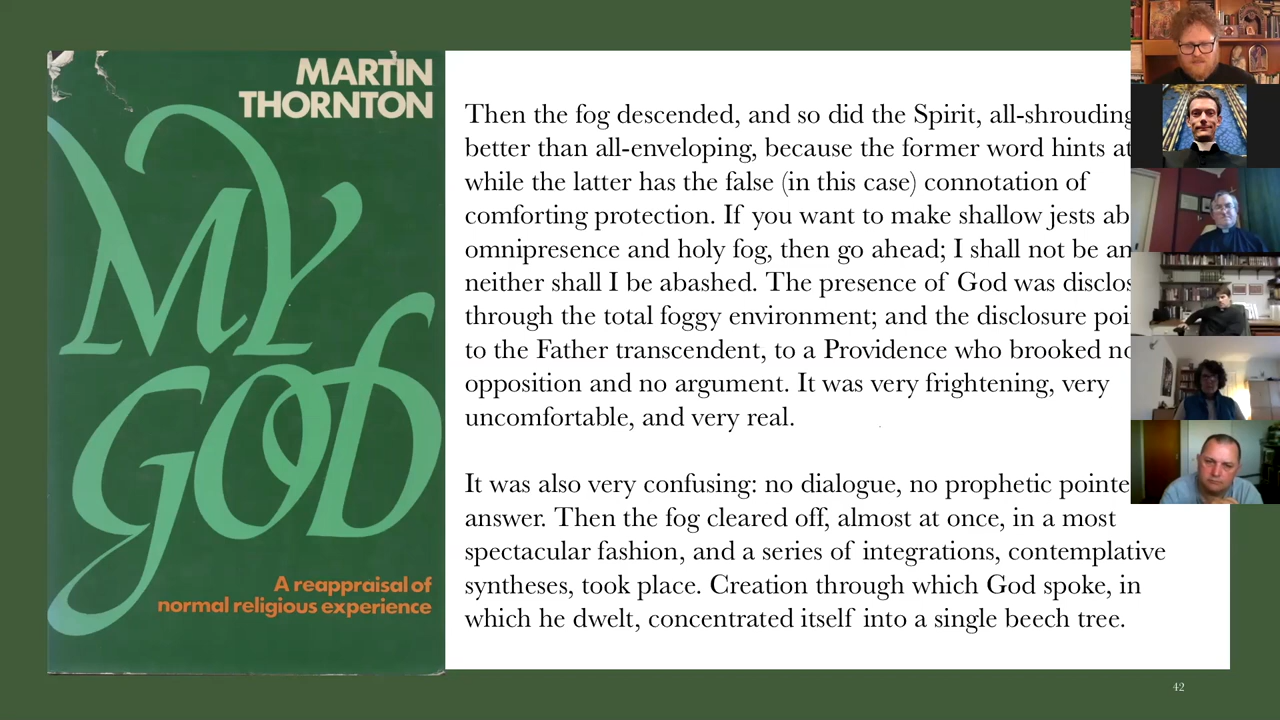 MARTIN
THORNTON
MY
GOD
A reappraisal of
normal religious experience
Then the fog descended, and so did the Spirit, all-shrouding
better than all-enveloping, because the former word hints at
while the latter has the false (in this case) connotation of
comforting protection. If you want to make shallow jests ab
omnipresence and holy fog, then go ahead; I shall not be an
neither shall I be abashed. The presence of God was disclos
through the total foggy environment; and the disclosure poi
to the Father transcendent, to a Providence who brooked no
opposition and no argument. It was very frightening, very
uncomfortable, and very real.
It was also very confusing: no dialogue, no prophetic pointe
answer. Then the fog cleared off, almost at once, in a most
spectacular fashion, and a series of integrations, contemplative
syntheses, took place. Creation through which God spoke, in
which he dwelt, concentrated itself into a single beech tree.
42